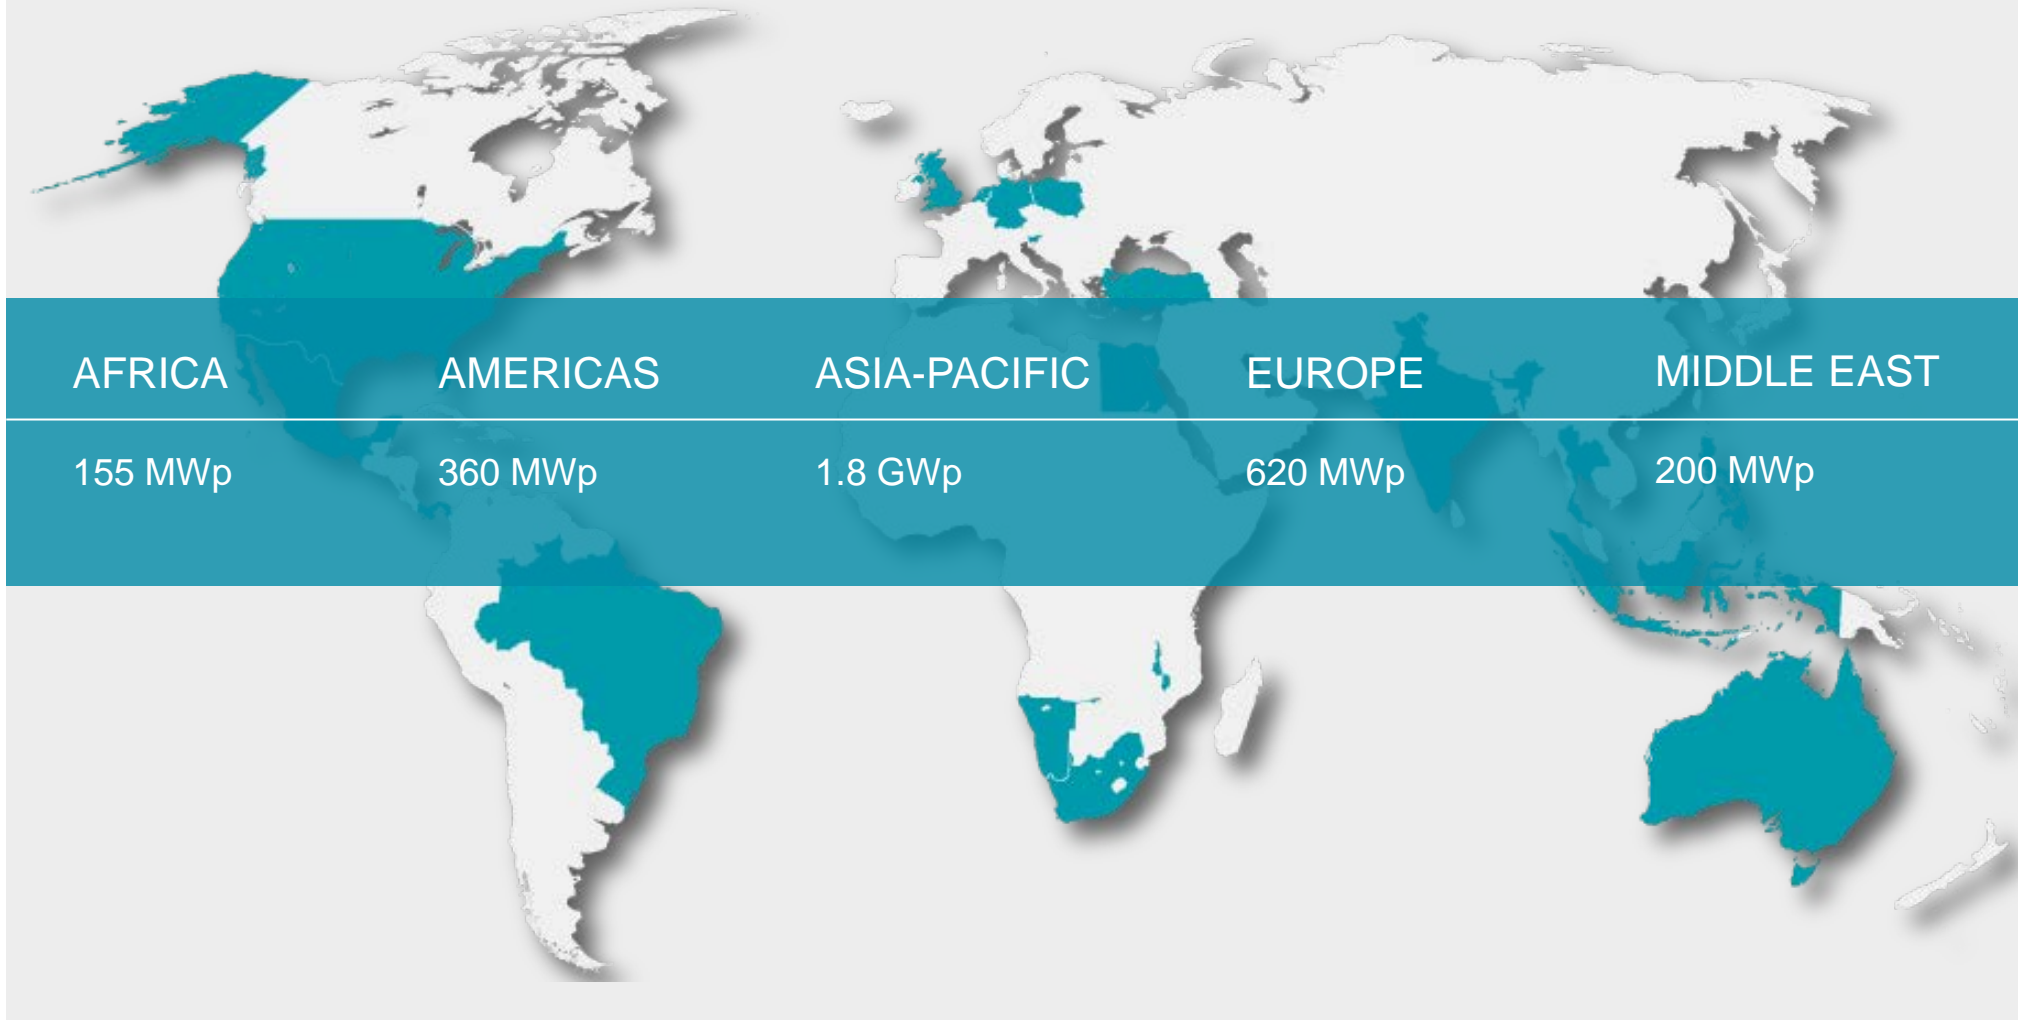 AFRICA AMERICAS ASIA-PACIFIC EUROPE MIDDLE EAST
155 MWp 360 MWp 1.8 GWp 620 MWp 200 MWp